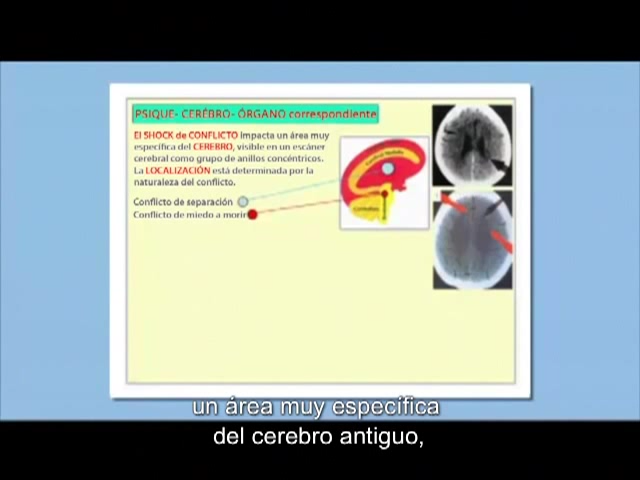 PSIQUE- CERÉBRO- ÓRGANO correspondiente
El SHOCK de CONFLICTO impacta un área muy
específica del CEREBRO, visible en un escáner
cerebral como grupo de anillos concéntricos.
La LOCALIZACIÓN está determinada por la
naturaleza del conflicto.
Conflicto de separación
Conflicto de miedo a morir
un área muy específica
del cerebro antiguo,